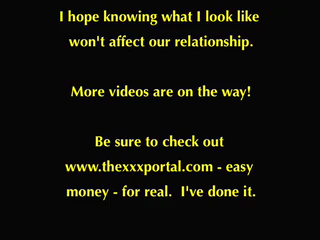 I hope knowing what I look like
won't affect our relationship.
More videos are on the way!
Be sure to check out
www.thexxxportal.com - easy
money - for real. I've done it.